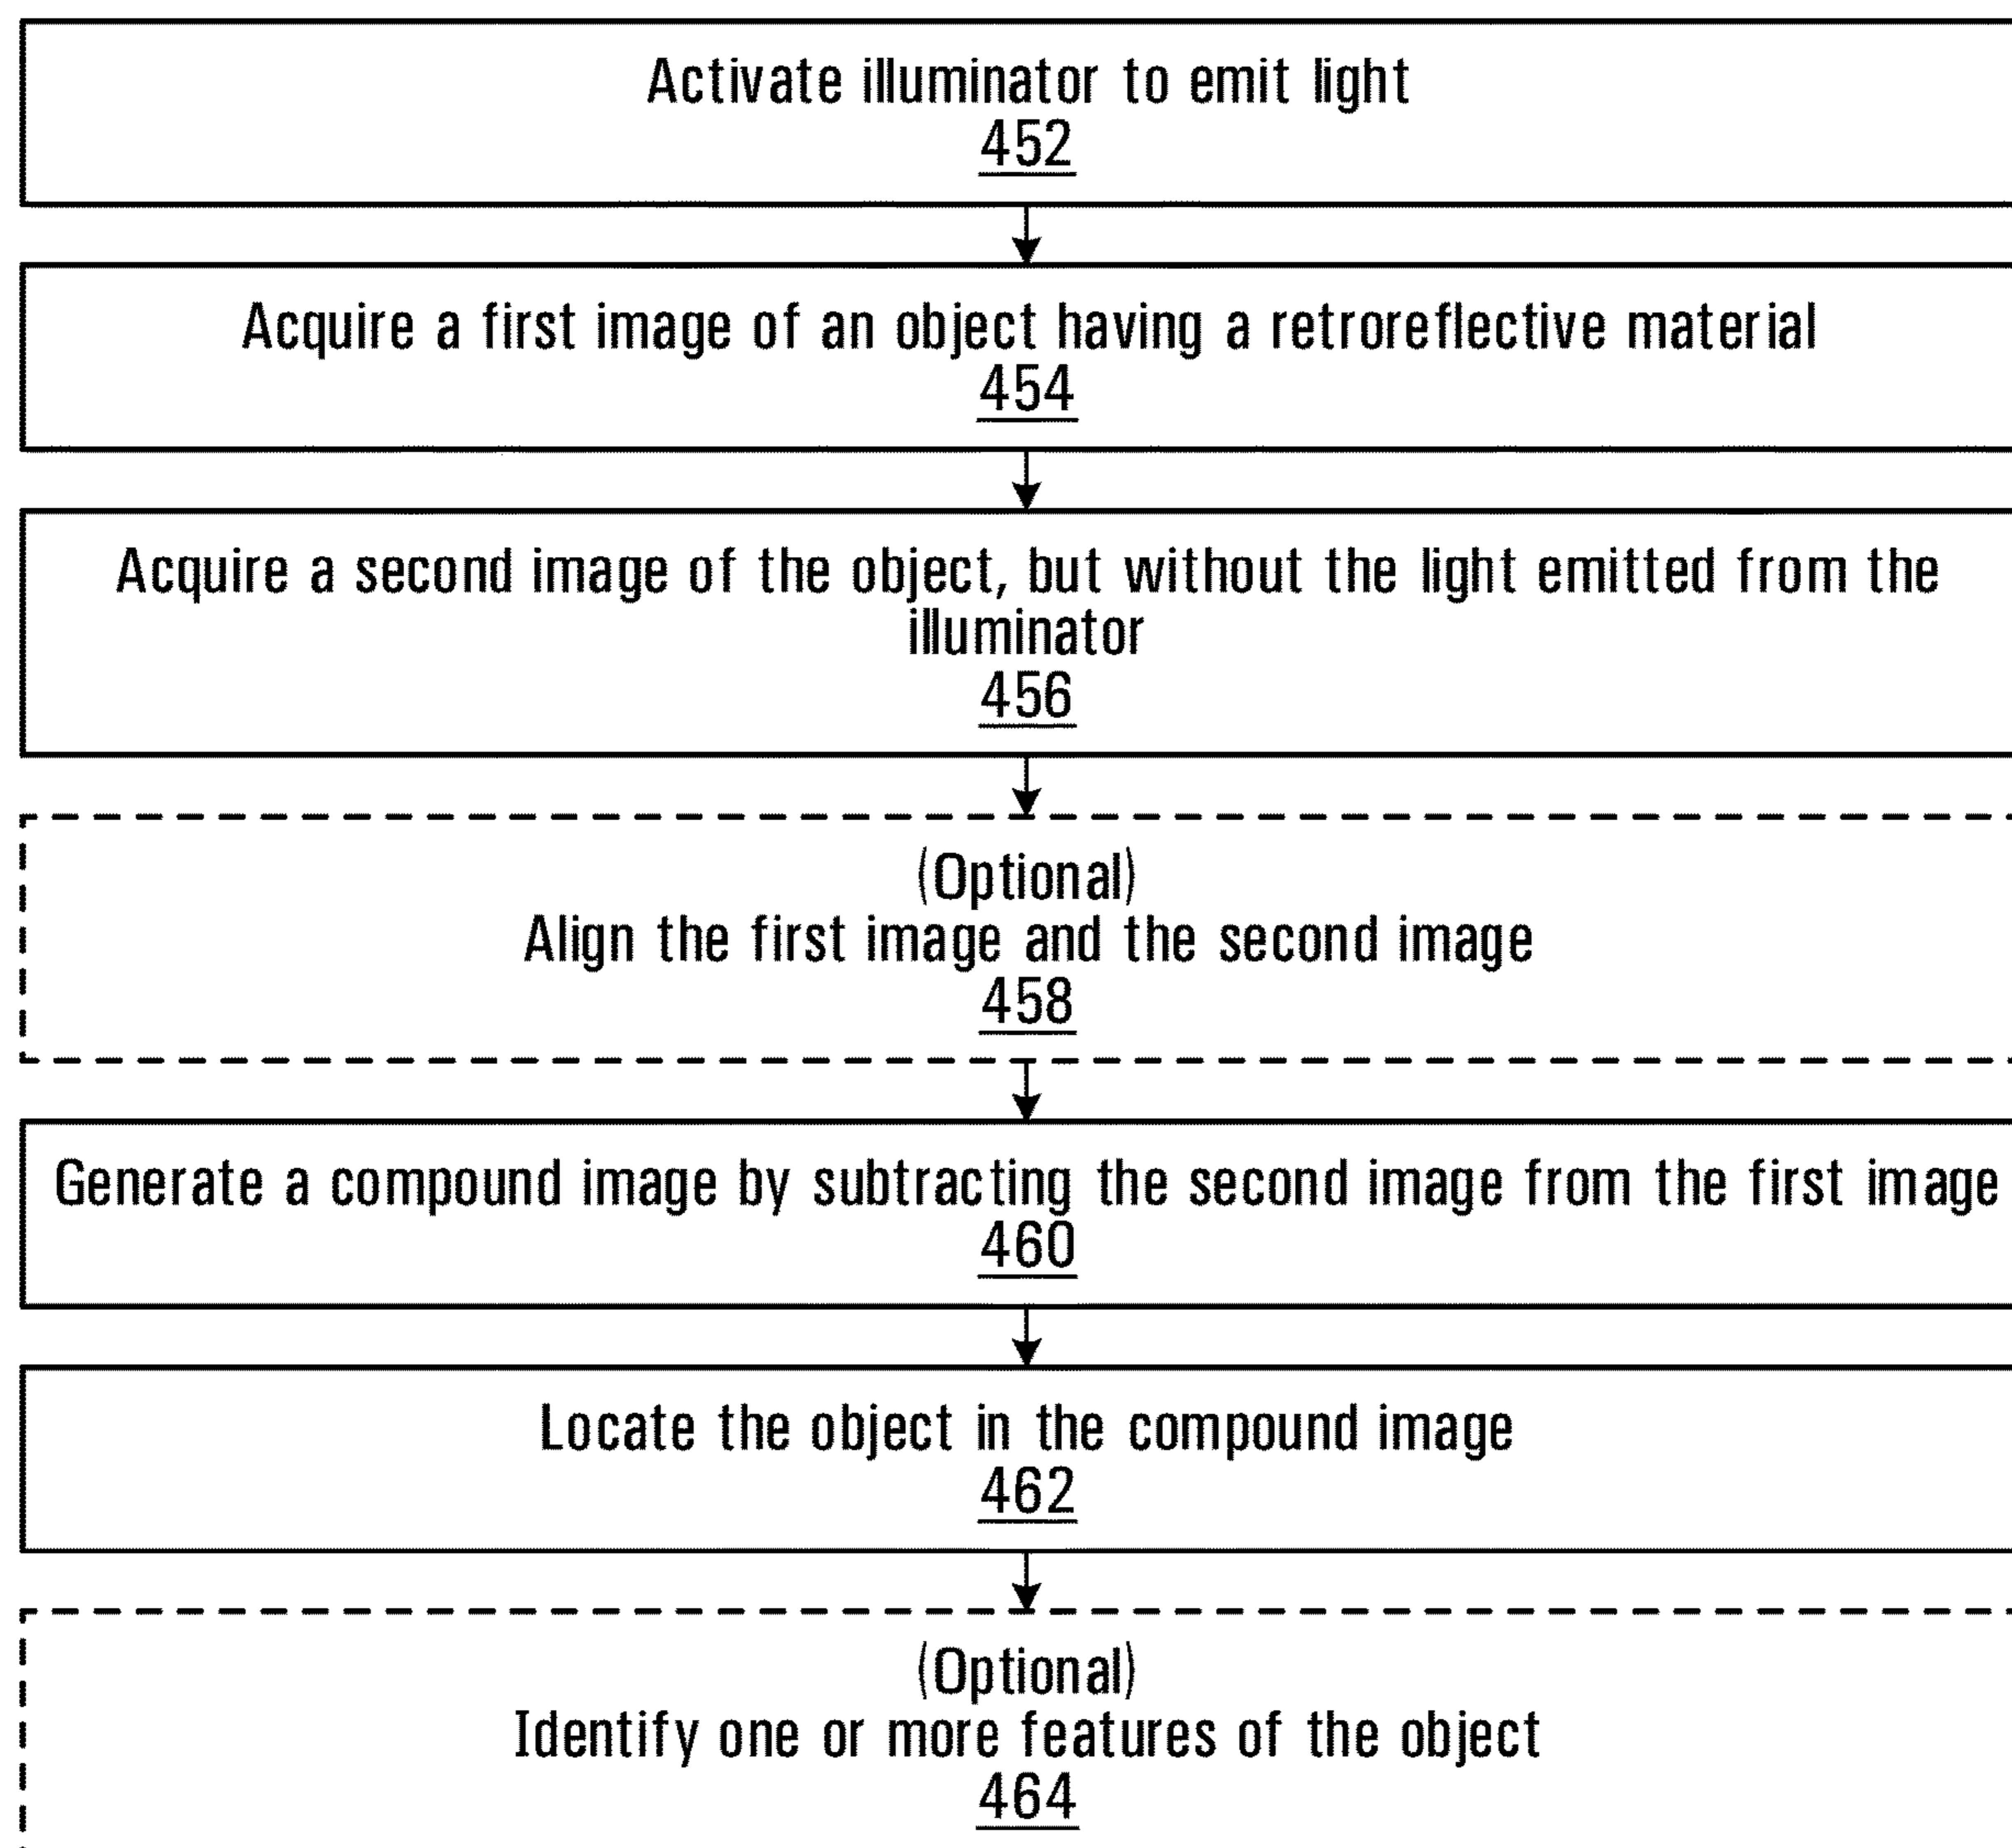 Activate illuminator to emit light
452
Acquire a first image of an object having a retroreflective material
454
Acquire a second image of the object, but without the light emitted from the
illuminator
456
(Optional)
Align the first image and the second image
458
Generate a compound image by subtracting the second image from the first image
460
Locate the object in the compound image
462
(Optional)
Identify one or more features of the object
464